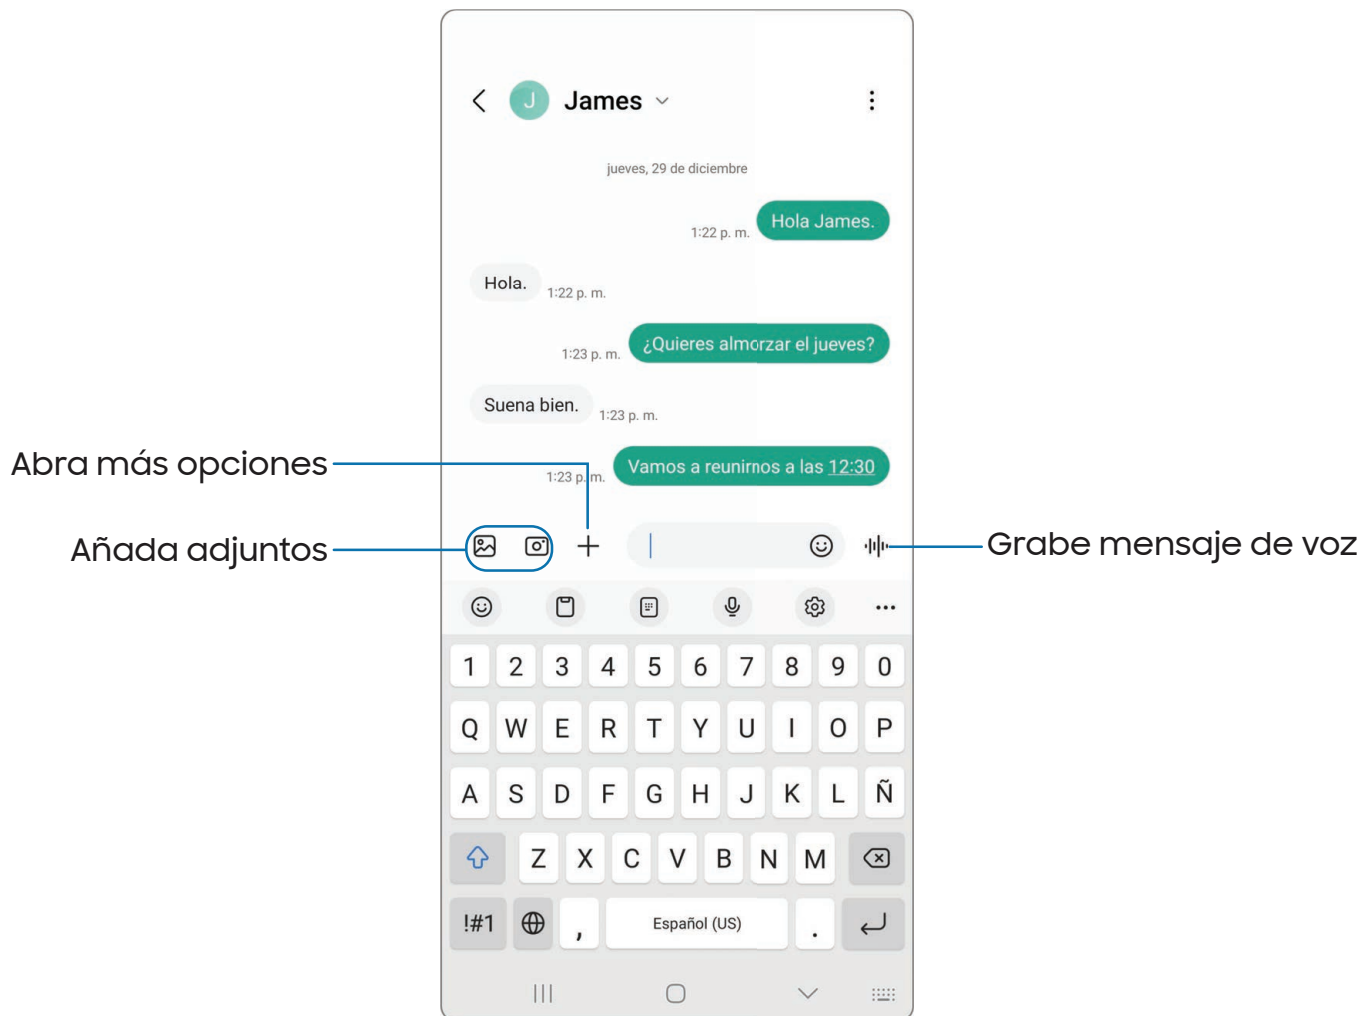 J James
jueves, 29 de diciembre
1:22 p. m. Hola James.
Hola. 1:22 p. m.
1:23 p. m. ¿Quieres almorzar el jueves?
Suena bien. 1:23 p. m.
Abra más opciones
1:23 p. m. Vamos a reunirnos a las 12:30
Añada adjuntos
Grabe mensaje de voz
1 2 3 4 5 6 7 8 9 0
Q W E R T Y U I O P
A S D F G H J K L Ñ
Z X C V B N M
!#1 , Español (US) .